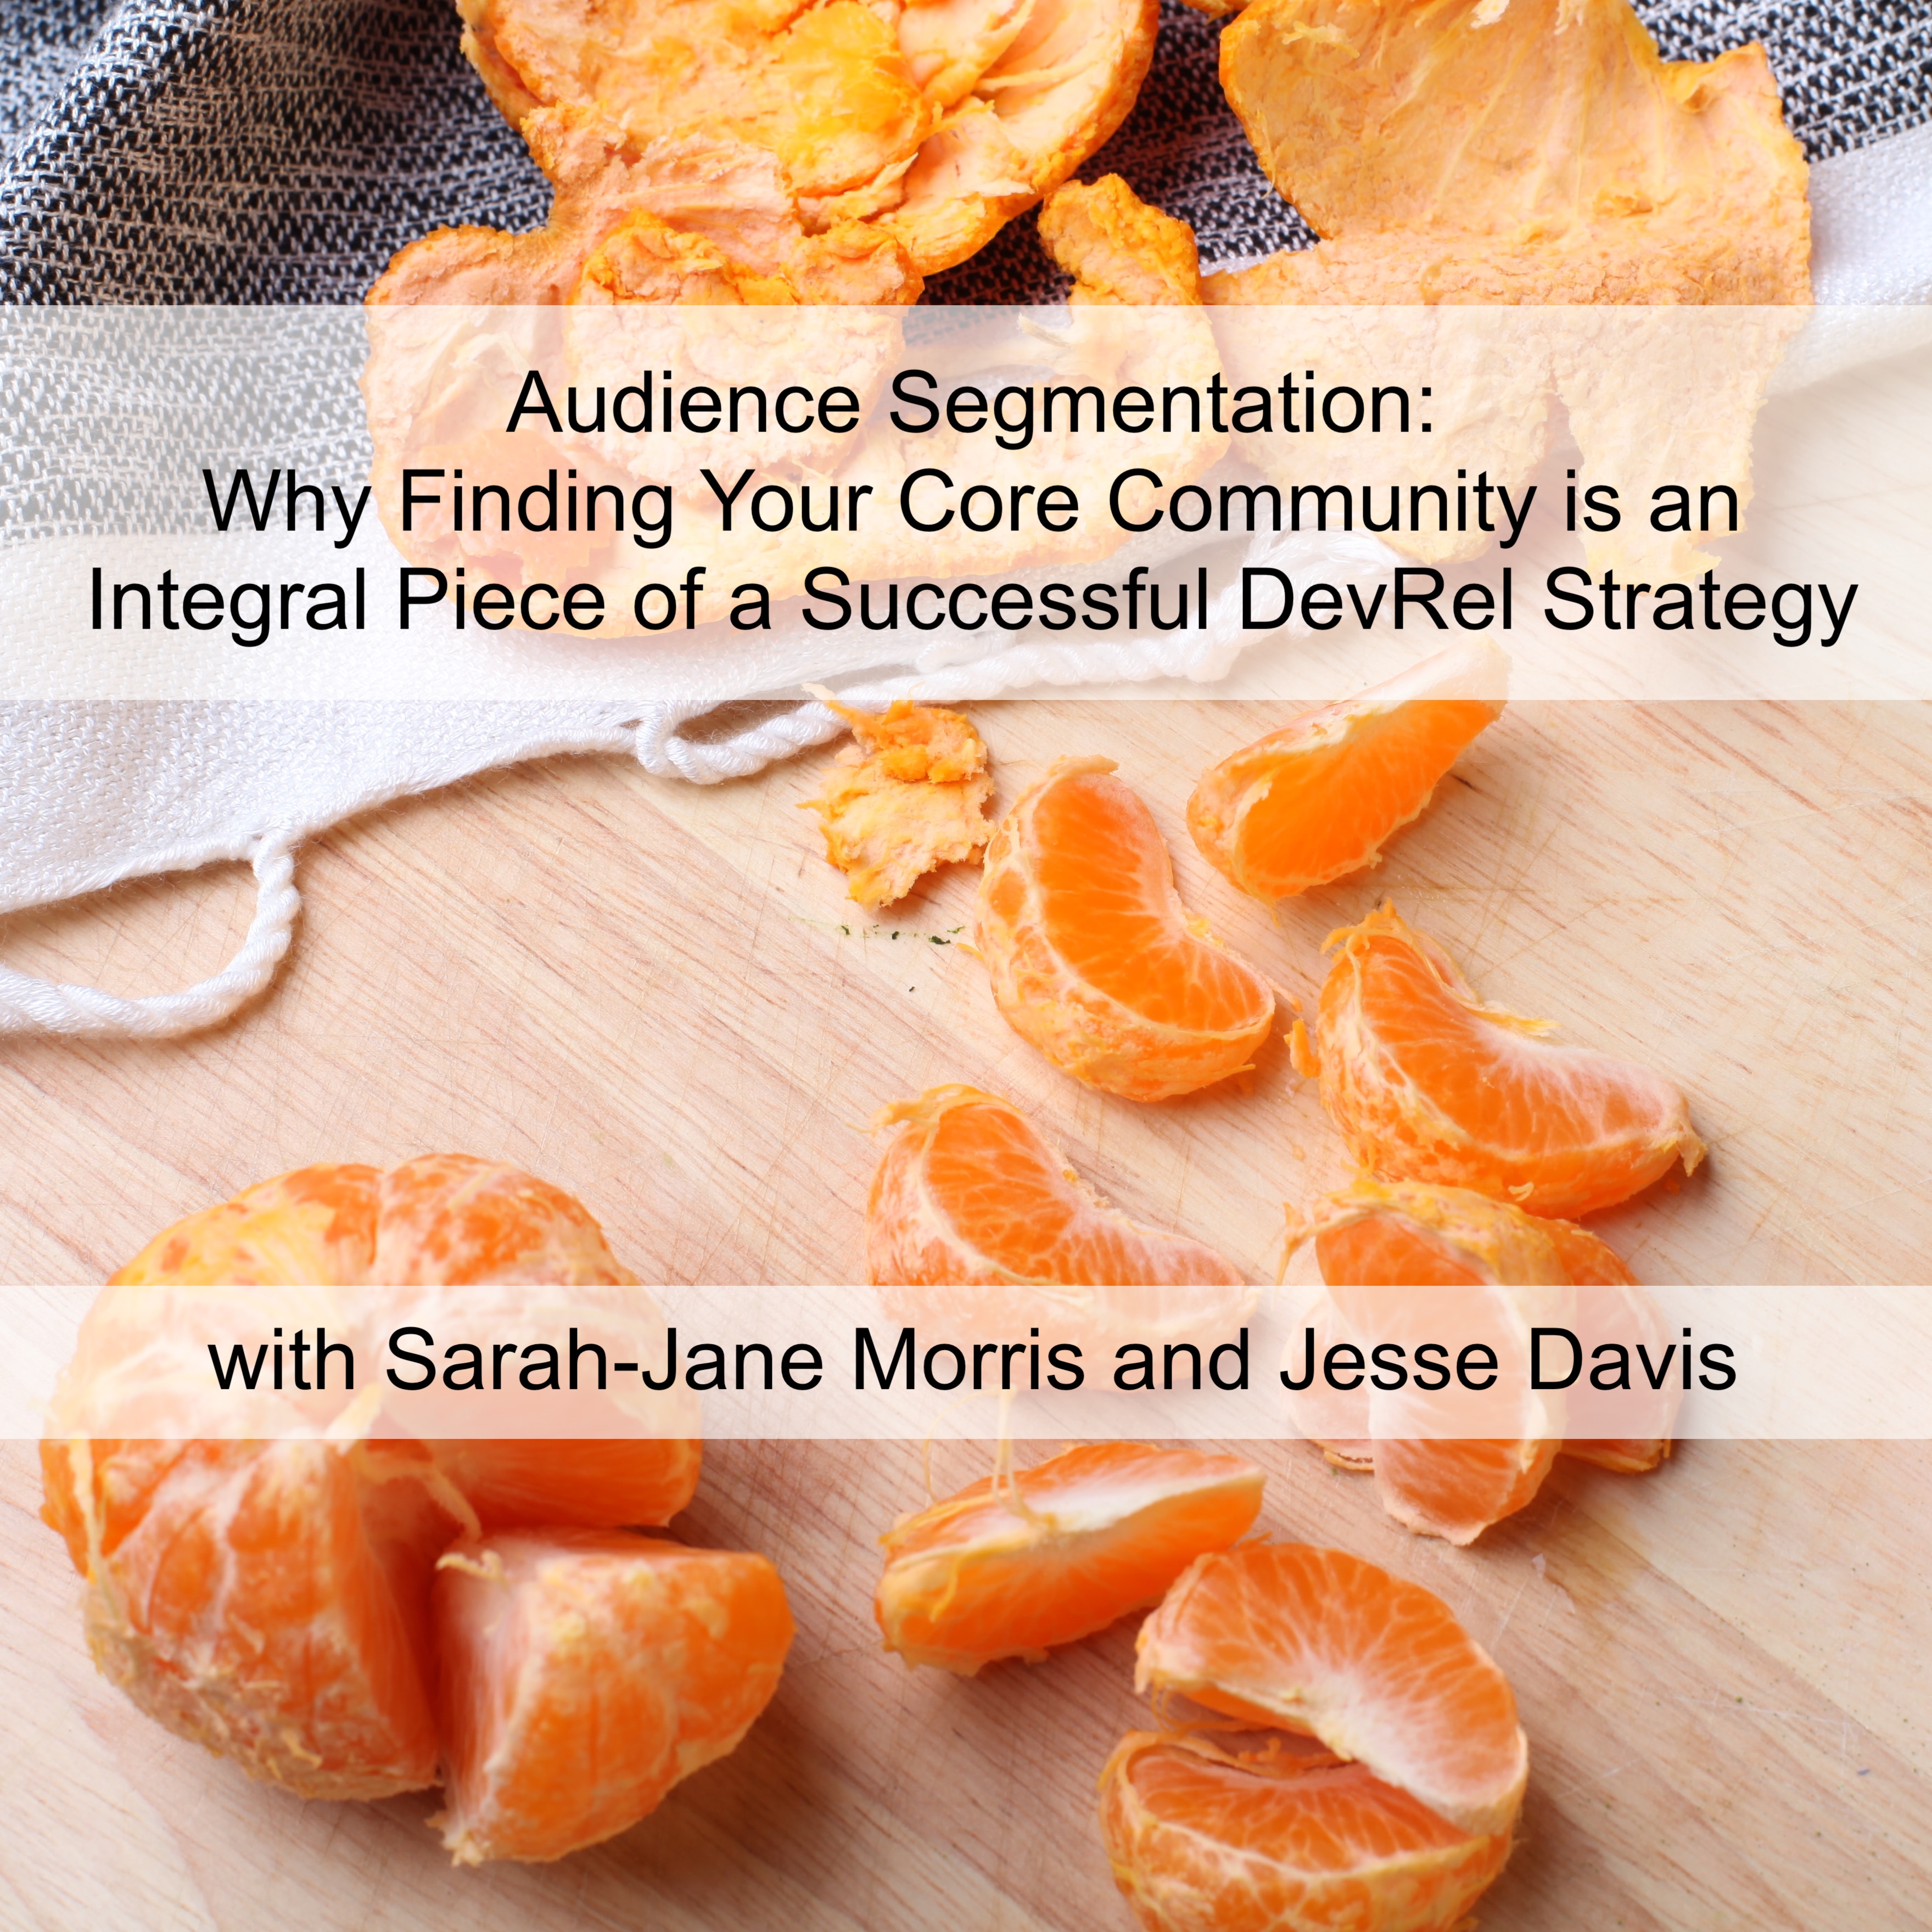 Audience Segmentation:
Why Finding Your Core Community is an
Integral Piece of a Successful DevRel Strategy
with Sarah-Jane Morris and Jesse Davis